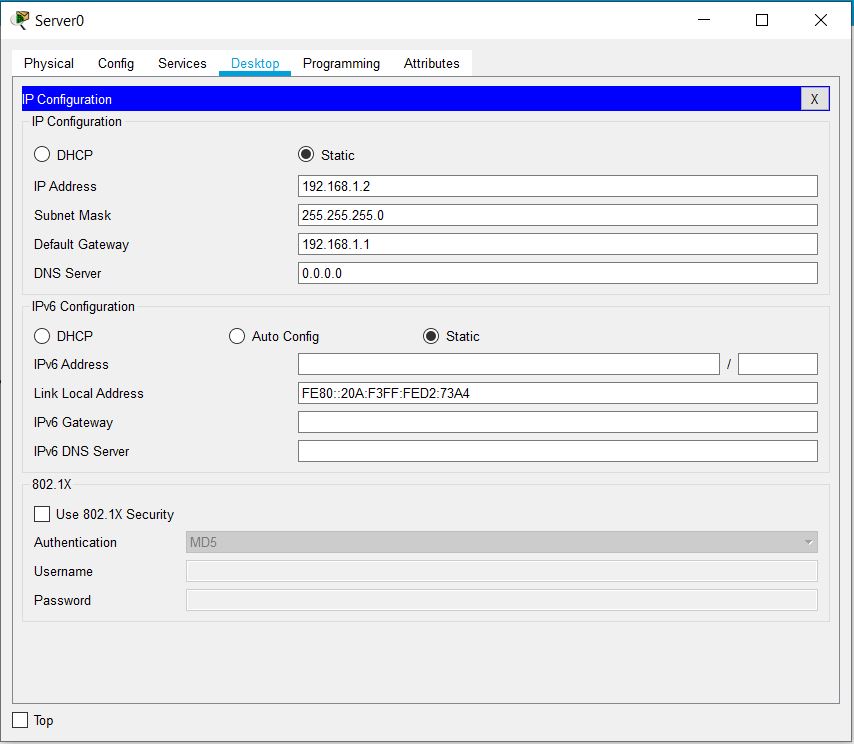 Server0
Physical Config Services Desktop Programming Attributes
IP Configuration X
IP Configuration
DHCP Static
IP Address 192.168.1.2
Subnet Mask 255.255.255.0
Default Gateway 192.168.1.1
DNS Server 0.0.0.0
IPv6 Configuration
DHCP Auto Config Static
IPv6 Address /
Link Local Address FE80::20A:F3FF:FED2:73A4
IPv6 Gateway
IPv6 DNS Server
802.1X
Use 802.1X Security
Authentication MD5
Username
Password
Top